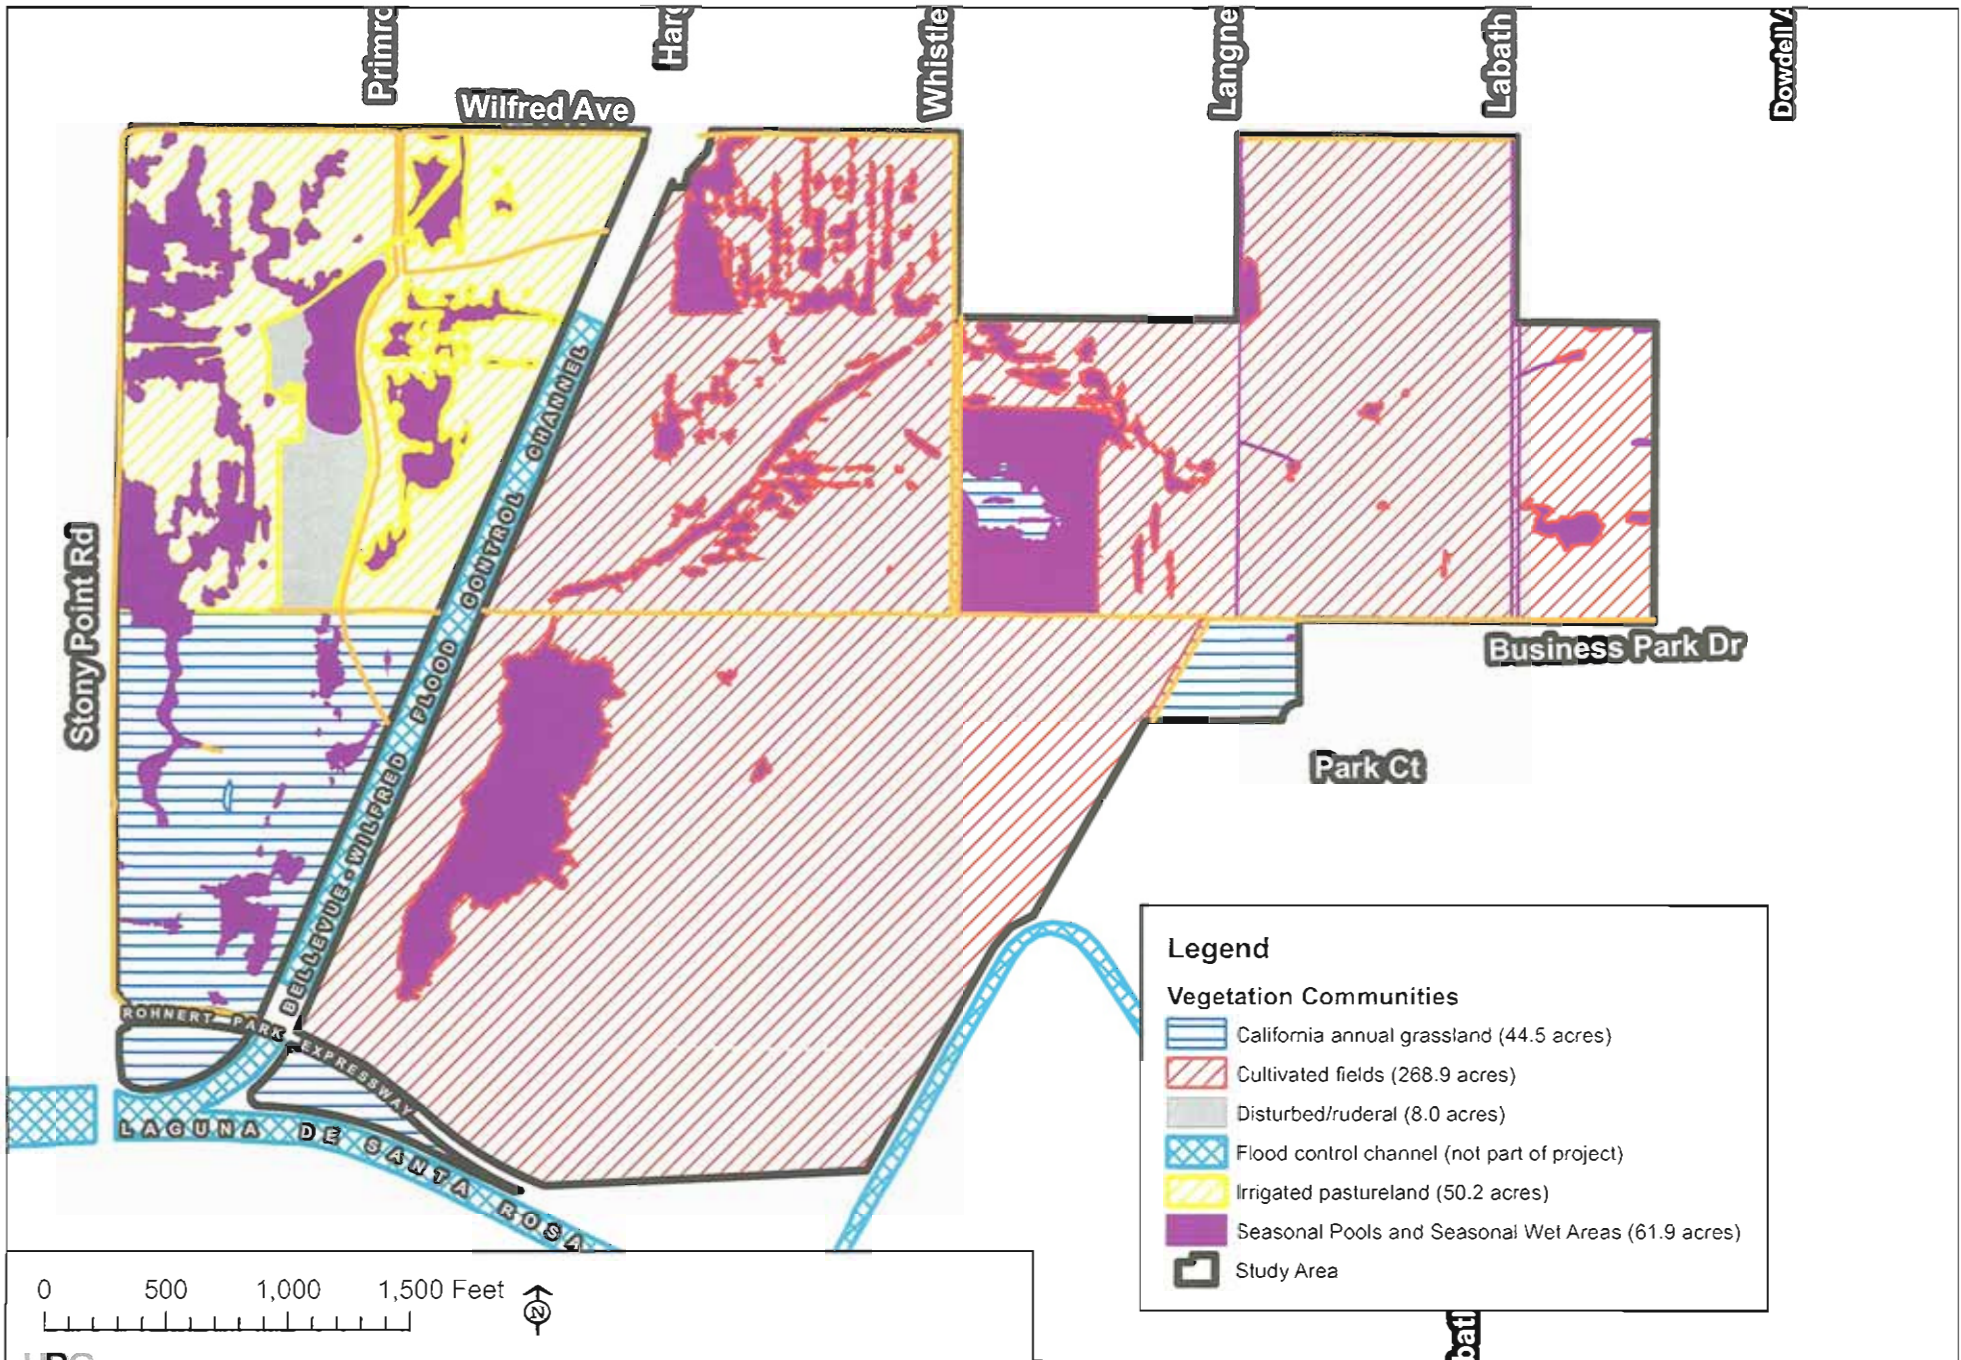 Primro
Harg
Whistle
Langne
Labath
Dowdell A
Wilfred Ave
Stony Point Rd
BELLEVUE - WILFRED FLOOD CONTROL CHANNEL
Business Park Dr
Park Ct
ROHNERT PARK EXPRESSWAY
LAGUNA DE SANTA ROSA
Legend
Vegetation Communities
California annual grassland (44.5 acres)
Cultivated fields (268.9 acres)
Disturbed/ruderal (8.0 acres)
Flood control channel (not part of project)
Irrigated pastureland (50.2 acres)
Seasonal Pools and Seasonal Wet Areas (61.9 acres)
Study Area
0 500 1,000 1,500 Feet
N
bat